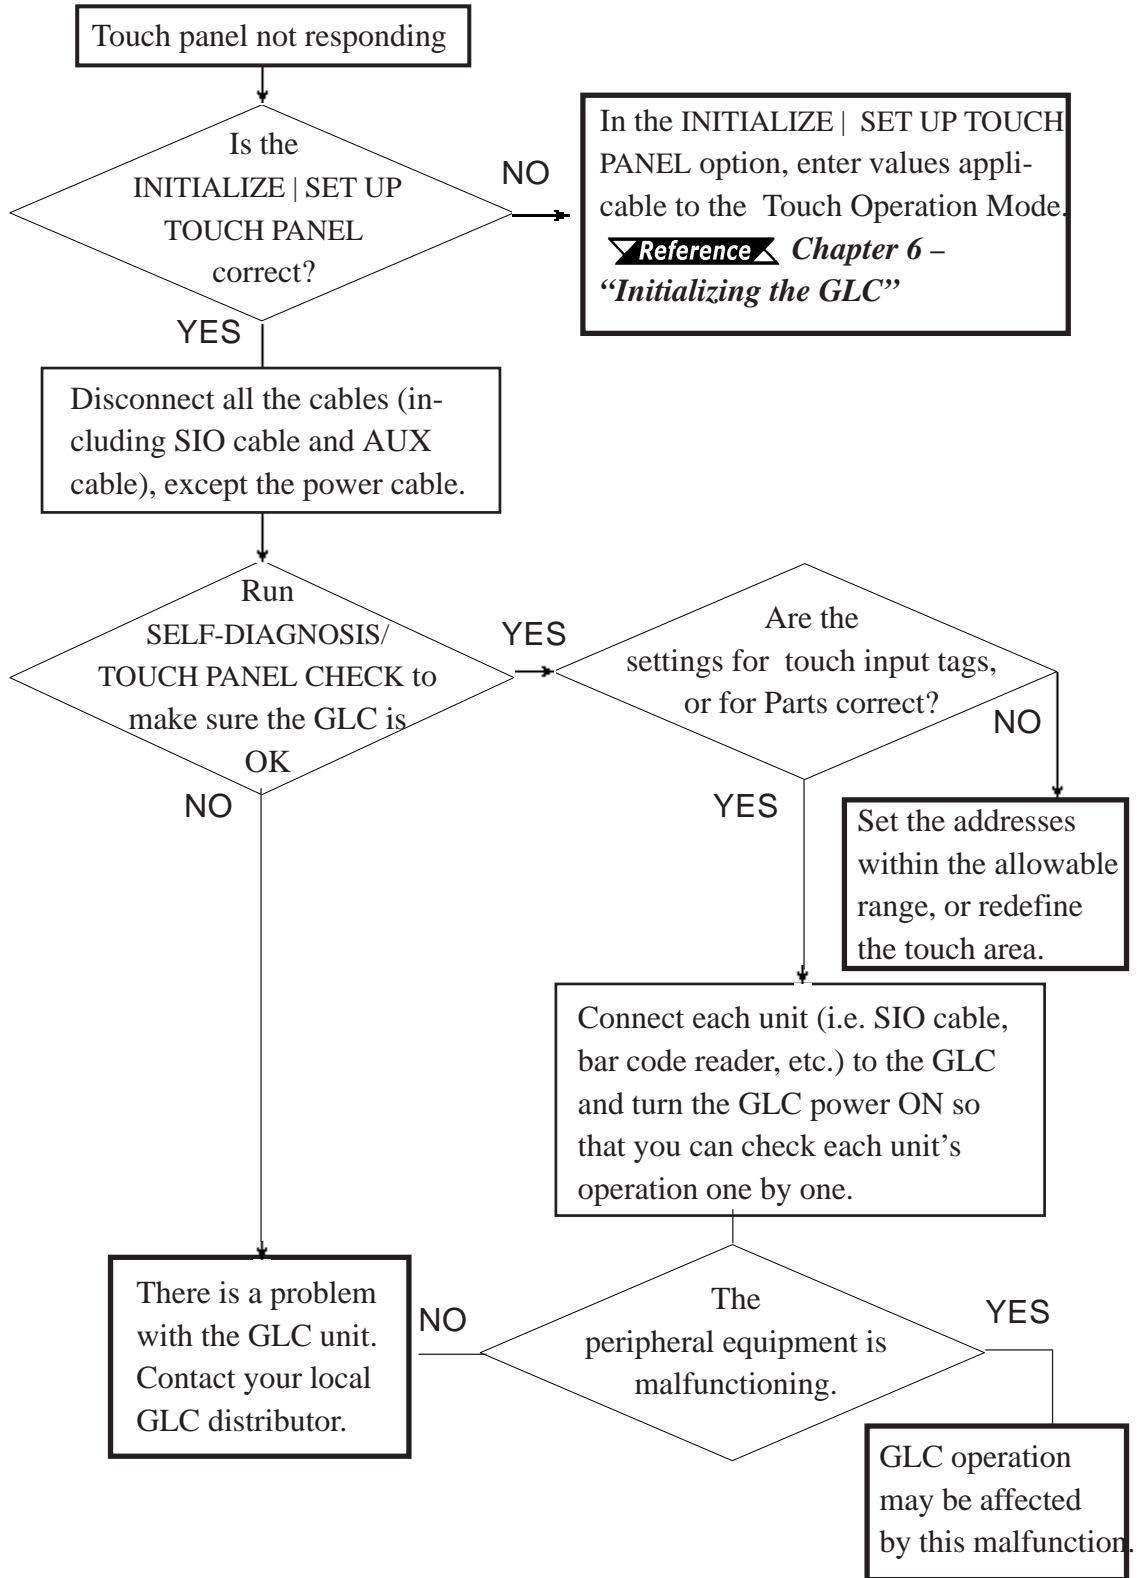 Touch panel not responding
Is the
INITIALIZE | SET UP
TOUCH PANEL
correct?
NO
In the INITIALIZE | SET UP TOUCH
PANEL option, enter values appli-
cable to the Touch Operation Mode.
Reference Chapter 6 –
“Initializing the GLC”
YES
Disconnect all the cables (in-
cluding SIO cable and AUX
cable), except the power cable.
Run
SELF-DIAGNOSIS/
TOUCH PANEL CHECK to
make sure the GLC is
OK
YES
Are the
settings for touch input tags,
or for Parts correct?
NO
NO
YES
Set the addresses
within the allowable
range, or redefine
the touch area.
Connect each unit (i.e. SIO cable,
bar code reader, etc.) to the GLC
and turn the GLC power ON so
that you can check each unit's
operation one by one.
There is a problem
with the GLC unit.
Contact your local
GLC distributor.
NO
The
peripheral equipment is
malfunctioning.
YES
GLC operation
may be affected
by this malfunction.